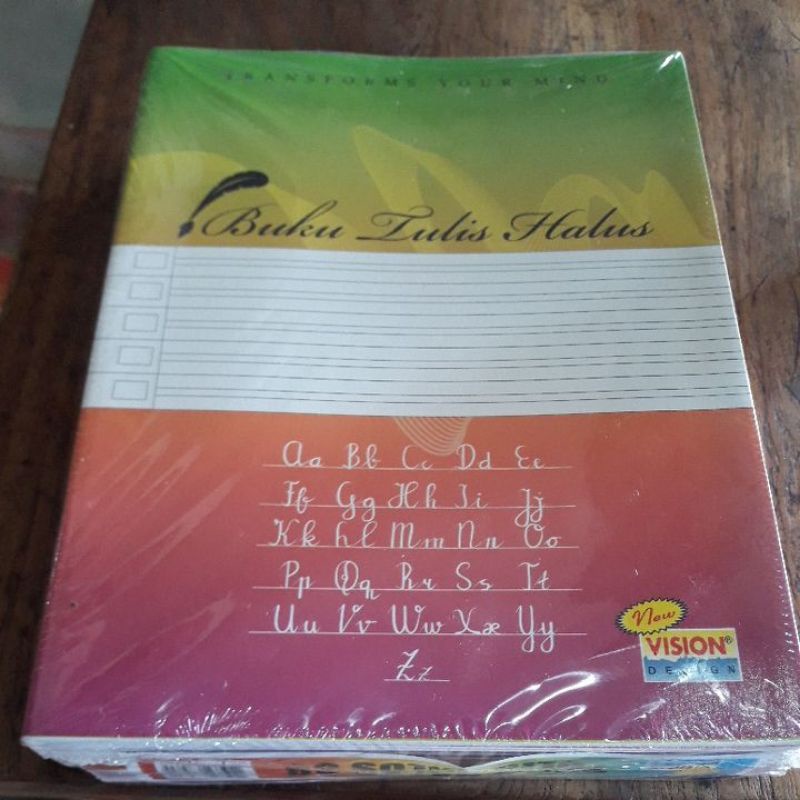 TRANSFORMS YOUR MIND
Buku Tulis Halus
Aa Bb Cc Dd Ee
Ff Gg Hh Ii Jj
Kk Ll Mm Nn Oo
Pp Qq Rr Ss Tt
Uu Vv Ww Xx Yy
Zz
New
VISION®
DESIGN